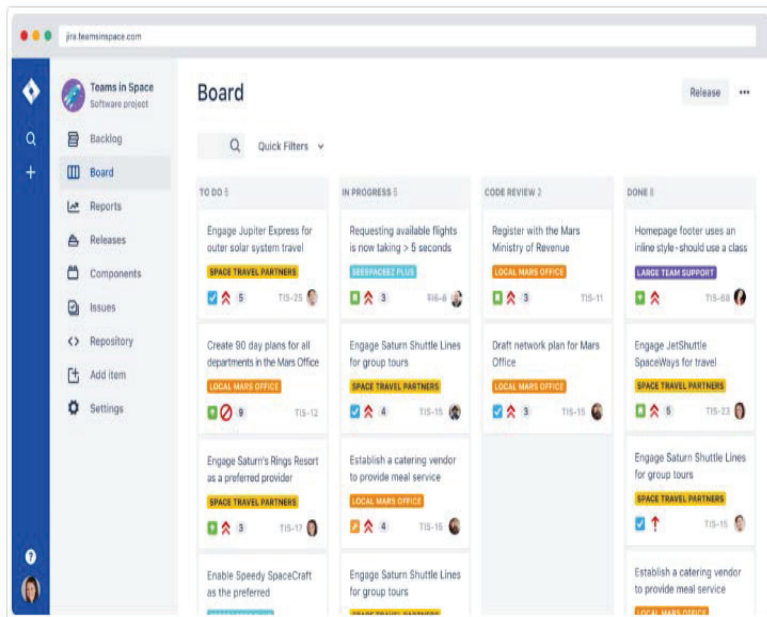 jira.teamsinspace.com
Teams in Space
Software project
Backlog
Board
Reports
Releases
Components
Issues
Repository
Add item
Settings
Board
Release
Quick Filters
TO DO 5
Engage Jupiter Express for
outer solar system travel
SPACE TRAVEL PARTNERS
5
TIS-25
Create 90 day plans for all
departments in the Mars Office
LOCAL MARS OFFICE
9
TIS-12
Engage Saturn's Rings Resort
as a preferred provider
SPACE TRAVEL PARTNERS
3
TIS-17
Enable Speedy SpaceCraft
as the preferred
IN PROGRESS 5
Requesting available flights
is now taking > 5 seconds
SEESPACEEZ PLUS
3
Engage Saturn Shuttle Lines
for group tours
SPACE TRAVEL PARTNERS
4
TIS-15
Establish a catering vendor
to provide meal service
LOCAL MARS OFFICE
4
TIS-15
Engage Saturn Shuttle Lines
for group tours
SPACE TRAVEL PARTNERS
CODE REVIEW 2
Register with the Mars
Ministry of Revenue
LOCAL MARS OFFICE
3
TIS-11
Draft network plan for Mars
Office
LOCAL MARS OFFICE
3
TIS-15
DONE 8
Homepage footer uses an
inline style-should use a class
LARGE TEAM SUPPORT
TIS-68
Engage JetShuttle
SpaceWays for travel
SPACE TRAVEL PARTNERS
5
TIS-23
Engage Saturn Shuttle Lines
for group tours
SPACE TRAVEL PARTNERS
TIS-15
Establish a catering vendor
to provide meal service
LOCAL MARS OFFICE
?